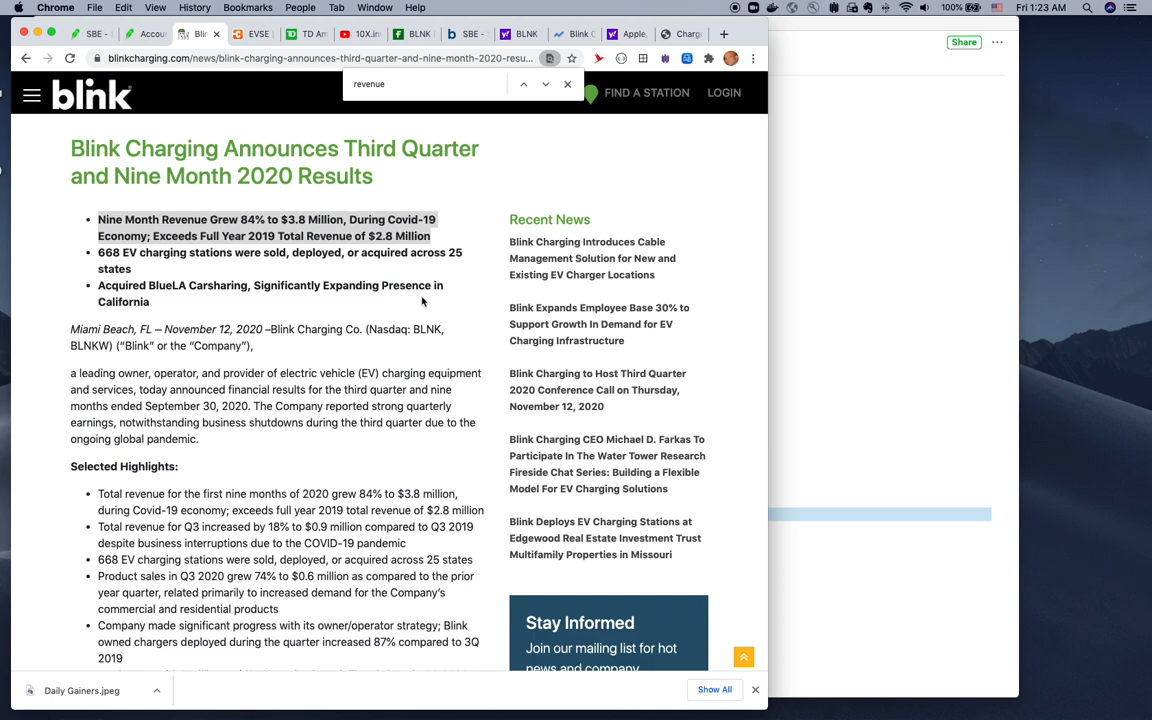 Chrome File Edit View History Bookmarks People Tab Window Help 100% Fri 1:23 AM
SBE - Accou Blin EVSE TD Am 10X.in BLNK SBE - BLNK Blink C Apple, Charg
blinkcharging.com/news/blink-charging-announces-third-quarter-and-nine-month-2020-resu...
Share
revenue
blink
FIND A STATION LOGIN
Blink Charging Announces Third Quarter
and Nine Month 2020 Results
Nine Month Revenue Grew 84% to $3.8 Million, During Covid-19
Economy; Exceeds Full Year 2019 Total Revenue of $2.8 Million
668 EV charging stations were sold, deployed, or acquired across 25
states
Acquired BlueLA Carsharing, Significantly Expanding Presence in
California
Miami Beach, FL – November 12, 2020 –Blink Charging Co. (Nasdaq: BLNK,
BLNKW) (“Blink” or the “Company”),
a leading owner, operator, and provider of electric vehicle (EV) charging equipment
and services, today announced financial results for the third quarter and nine
months ended September 30, 2020. The Company reported strong quarterly
earnings, notwithstanding business shutdowns during the third quarter due to the
ongoing global pandemic.
Selected Highlights:
Total revenue for the first nine months of 2020 grew 84% to $3.8 million,
during Covid-19 economy; exceeds full year 2019 total revenue of $2.8 million
Total revenue for Q3 increased by 18% to $0.9 million compared to Q3 2019
despite business interruptions due to the COVID-19 pandemic
668 EV charging stations were sold, deployed, or acquired across 25 states
Product sales in Q3 2020 grew 74% to $0.6 million as compared to the prior
year quarter, related primarily to increased demand for the Company’s
commercial and residential products
Company made significant progress with its owner/operator strategy; Blink
owned chargers deployed during the quarter increased 87% compared to 3Q
2019
Recent News
Blink Charging Introduces Cable
Management Solution for New and
Existing EV Charger Locations
Blink Expands Employee Base 30% to
Support Growth In Demand for EV
Charging Infrastructure
Blink Charging to Host Third Quarter
2020 Conference Call on Thursday,
November 12, 2020
Blink Charging CEO Michael D. Farkas To
Participate In The Water Tower Research
Fireside Chat Series: Building a Flexible
Model For EV Charging Solutions
Blink Deploys EV Charging Stations at
Edgewood Real Estate Investment Trust
Multifamily Properties in Missouri
Stay Informed
Join our mailing list for hot
news and company
Daily Gainers.jpeg
Show All